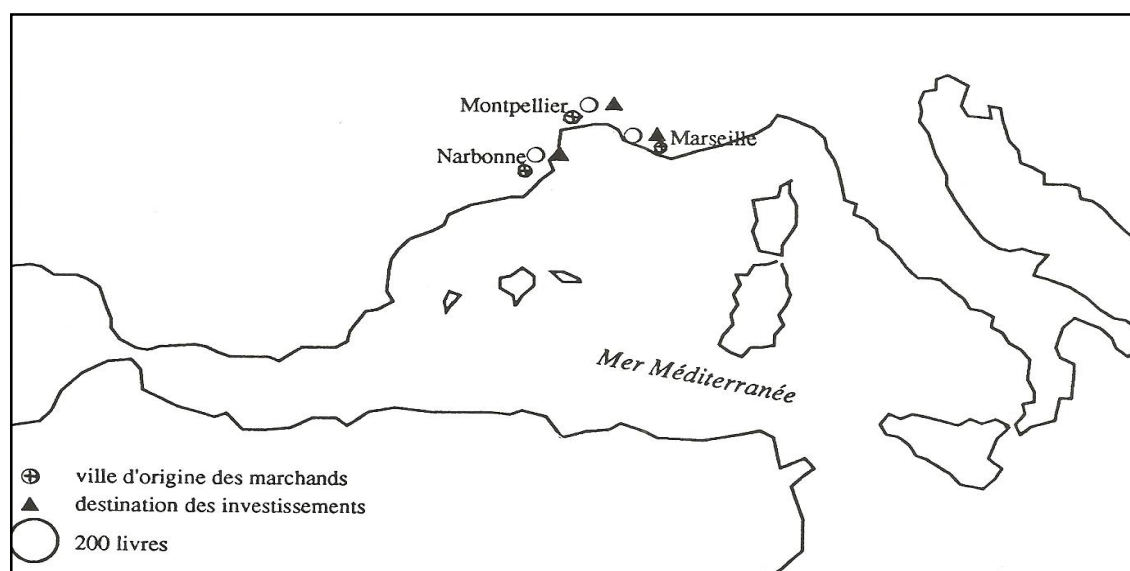 Montpellier
Marseille
Narbonne
Mer Méditerranée
ville d'origine des marchands
destination des investissements
200 livres